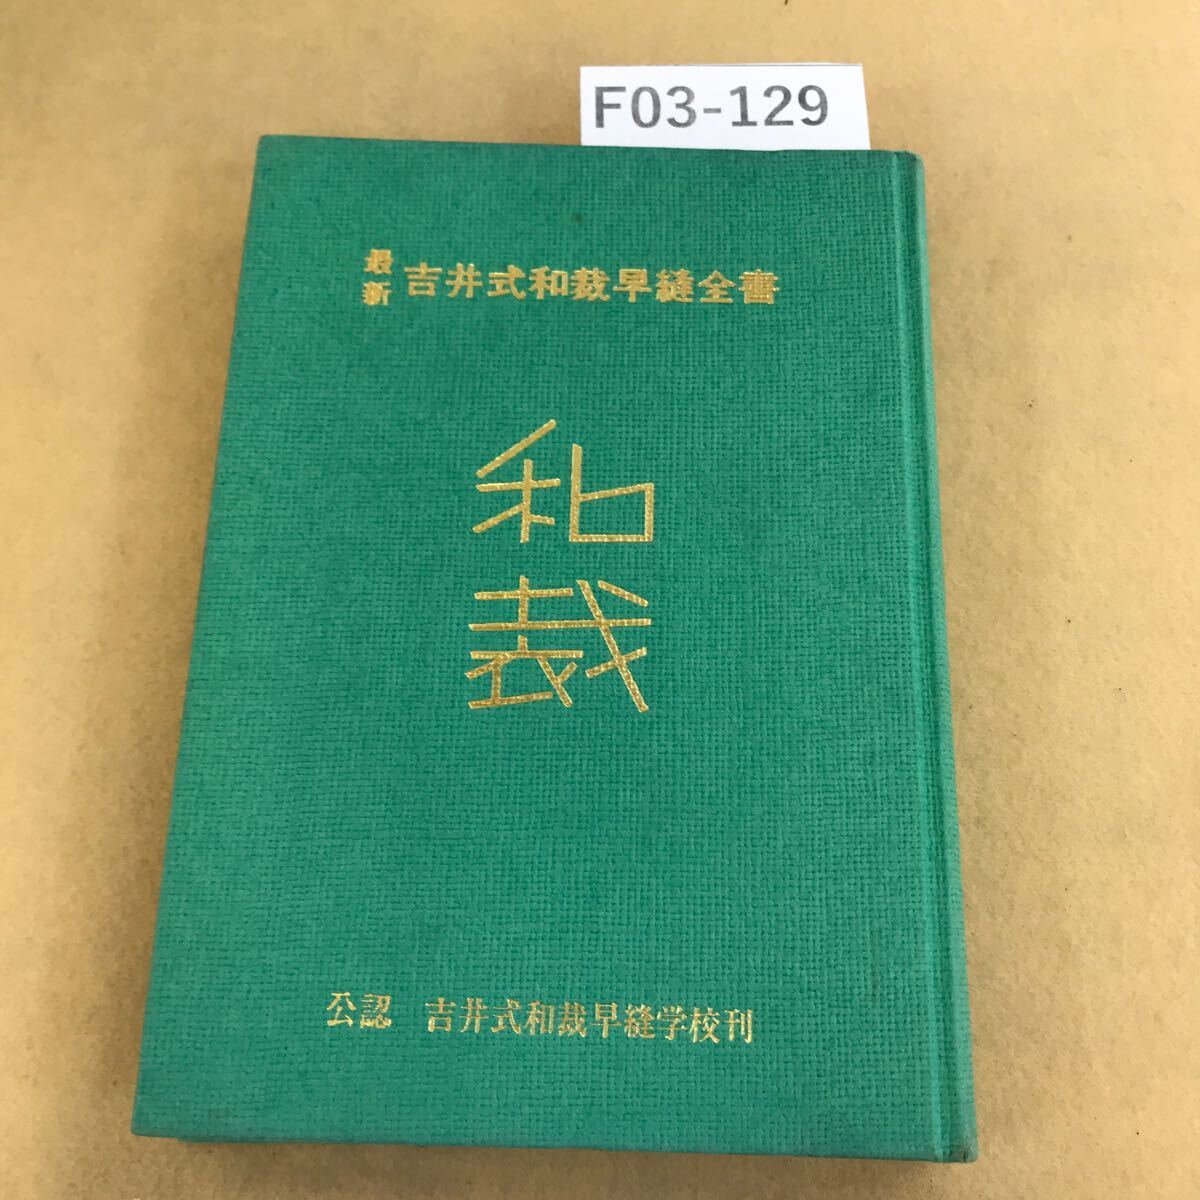 F03-129
最新 吉井式和裁早縫全書
和
裁
公認 吉井式和裁早縫学校刊